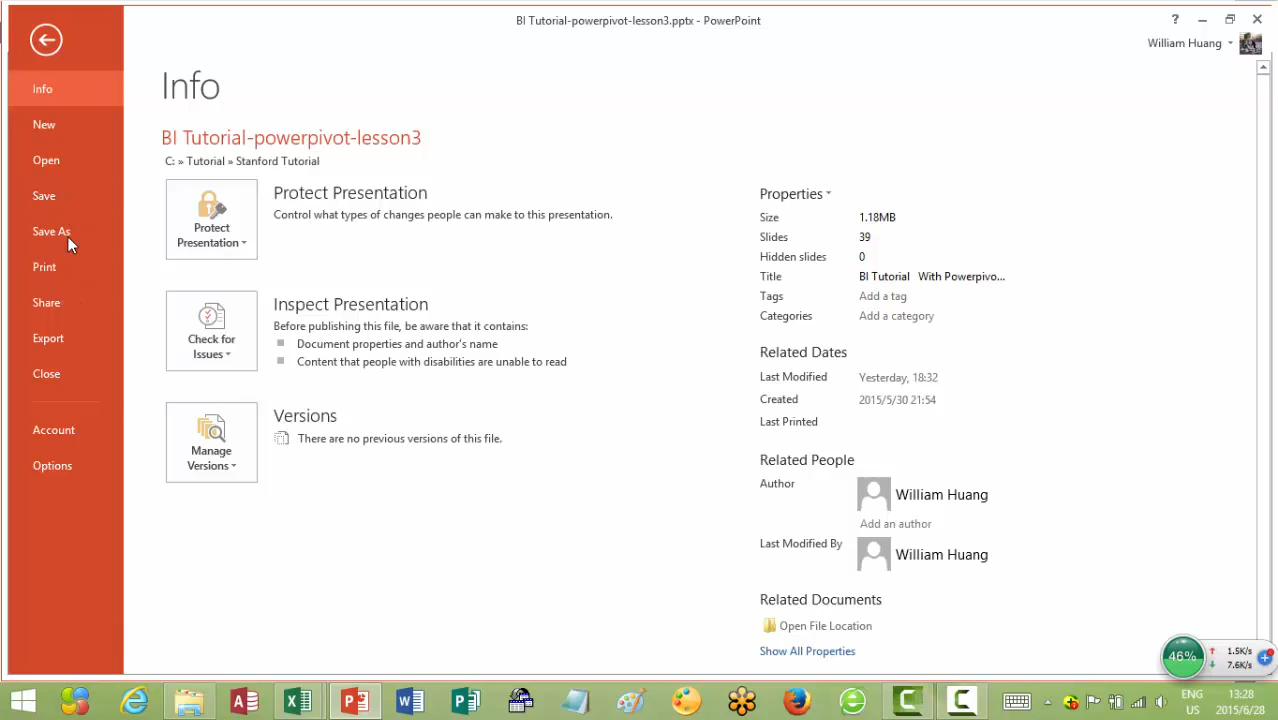 BI Tutorial-powerpivot-lesson3.pptx - PowerPoint
?
William Huang
Info
New
Open
Save
Save As
Print
Share
Export
Close
Account
Options
Info
BI Tutorial-powerpivot-lesson3
C: » Tutorial » Stanford Tutorial
Protect
Presentation
Protect Presentation
Control what types of changes people can make to this presentation.
Check for
Issues
Inspect Presentation
Before publishing this file, be aware that it contains:
Document properties and author's name
Content that people with disabilities are unable to read
Manage
Versions
Versions
There are no previous versions of this file.
Properties
Size 1.18MB
Slides 39
Hidden slides 0
Title BI Tutorial With Powerpivo...
Tags Add a tag
Categories Add a category
Related Dates
Last Modified Yesterday, 18:32
Created 2015/5/30 21:54
Last Printed
Related People
Author William Huang
Add an author
Last Modified By William Huang
Related Documents
Open File Location
Show All Properties
46% 1.5K/s
7.6K/s
ENG 13:28
US 2015/6/28